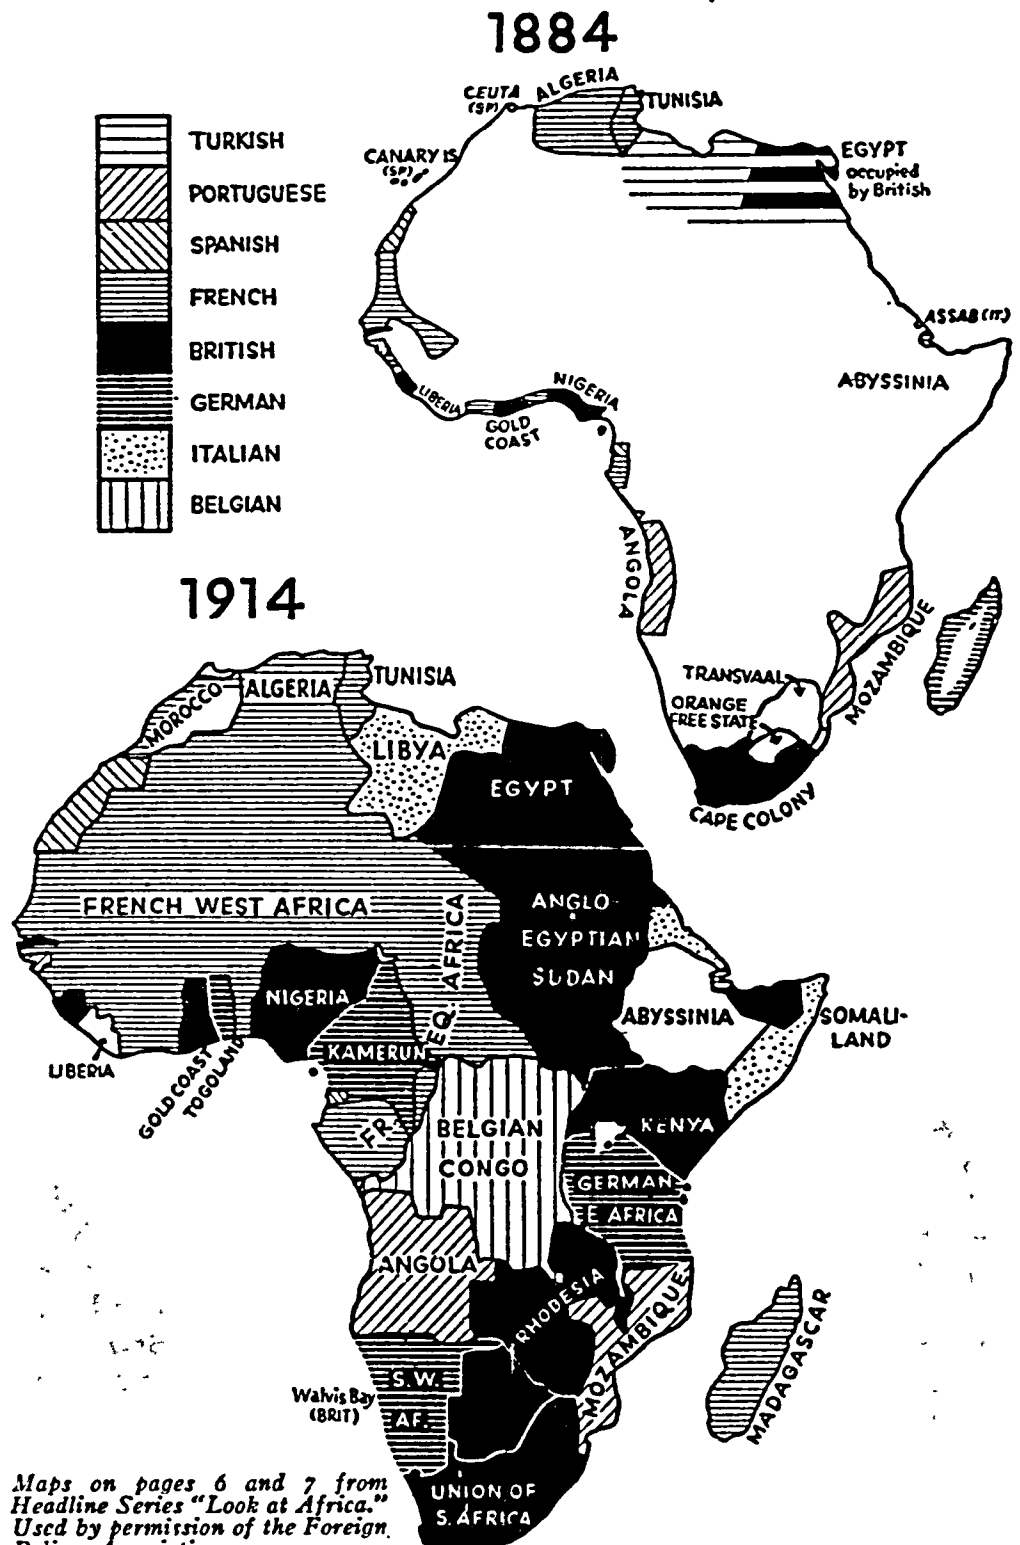 1884
TURKISH
PORTUGUESE
SPANISH
FRENCH
BRITISH
GERMAN
ITALIAN
BELGIAN
CEUTA
(SP)
ALGERIA
TUNISIA
CANARY IS
(SP)
EGYPT
occupied
by British
ASSAB (IT.)
ABYSSINIA
LIBERIA
GOLD
COAST
NIGERIA
ANGOLA
MOZAMBIQUE
TRANSVAAL
ORANGE
FREE STATE
CAPE COLONY
1914
MOROCCO
ALGERIA
TUNISIA
LIBYA
EGYPT
FRENCH WEST AFRICA
EQ. AFRICA
ANGLO-
EGYPTIAN
SUDAN
NIGERIA
ABYSSINIA
SOMALI-
LAND
LIBERIA
GOLD COAST
TOGOLAND
KAMERUN
FR.
BELGIAN
CONGO
KENYA
GERMAN
E AFRICA
ANGOLA
RHODESIA
MOZAMBIQUE
MADAGASCAR
S.W.
AF.
Walvis Bay
(BRIT)
UNION OF
S. AFRICA
Maps on pages 6 and 7 from
Headline Series "Look at Africa."
Used by permission of the Foreign